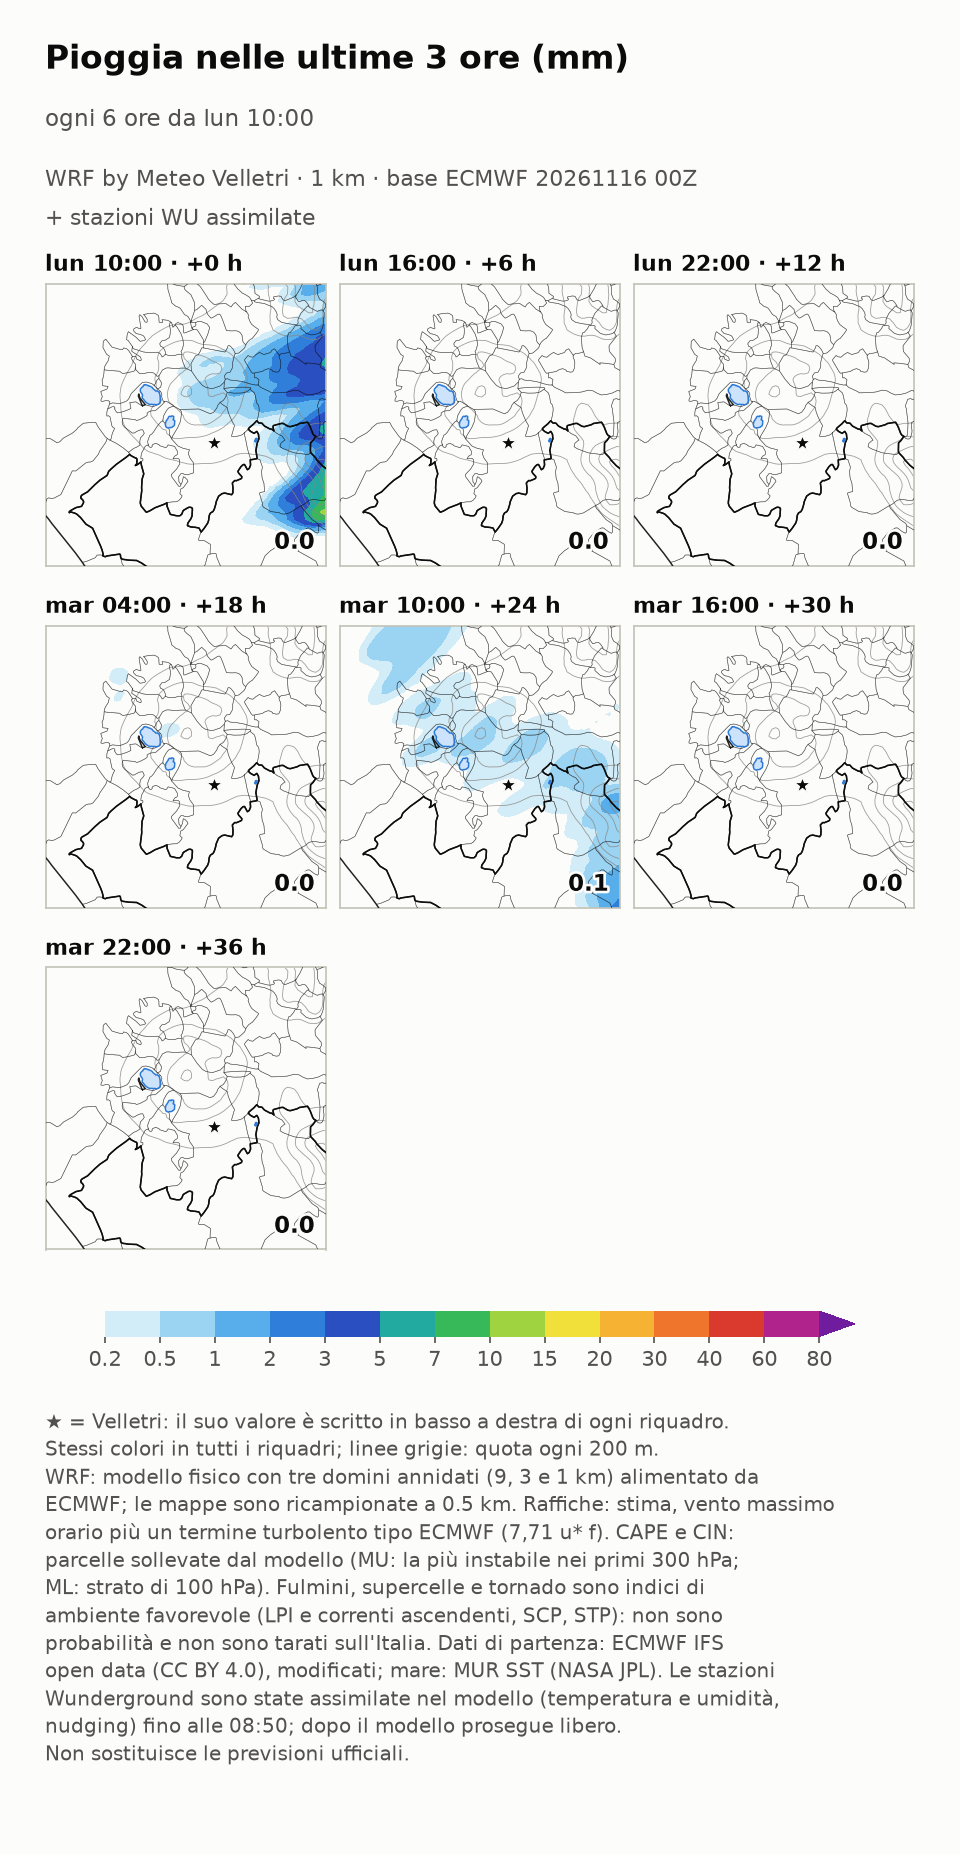 Pioggia nelle ultime 3 ore (mm)
ogni 6 ore da lun 10:00
WRF by Meteo Velletri · 1 km · base ECMWF 20261116 00Z
+ stazioni WU assimilate
lun 10:00 · +0 h
lun 16:00 · +6 h
lun 22:00 · +12 h
0.0
0.0
0.0
mar 04:00 · +18 h
mar 10:00 · +24 h
mar 16:00 · +30 h
0.0
0.1
0.0
mar 22:00 · +36 h
0.0
0.2 0.5 1 2 3 5 7 10 15 20 30 40 60 80
★ = Velletri: il suo valore è scritto in basso a destra di ogni riquadro.
Stessi colori in tutti i riquadri; linee grigie: quota ogni 200 m.
WRF: modello fisico con tre domini annidati (9, 3 e 1 km) alimentato da
ECMWF; le mappe sono ricampionate a 0.5 km. Raffiche: stima, vento massimo
orario più un termine turbolento tipo ECMWF (7,71 u* f). CAPE e CIN:
parcelle sollevate dal modello (MU: la più instabile nei primi 300 hPa;
ML: strato di 100 hPa). Fulmini, supercelle e tornado sono indici di
ambiente favorevole (LPI e correnti ascendenti, SCP, STP): non sono
probabilità e non sono tarati sull'Italia. Dati di partenza: ECMWF IFS
open data (CC BY 4.0), modificati; mare: MUR SST (NASA JPL). Le stazioni
Wunderground sono state assimilate nel modello (temperatura e umidità,
nudging) fino alle 08:50; dopo il modello prosegue libero.
Non sostituisce le previsioni ufficiali.